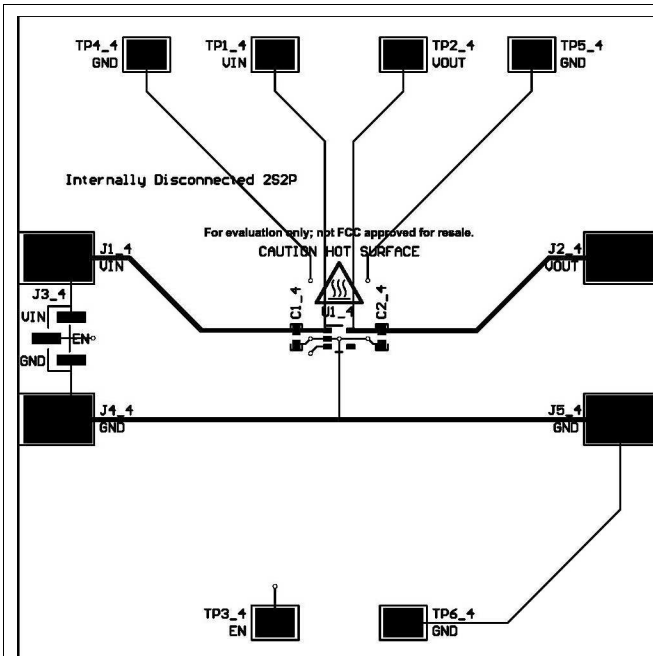 TP4_4
GND
TP1_4
VIN
TP2_4
VOUT
TP5_4
GND
Internally Disconnected 2S2P
For evaluation only; not FCC approved for resale.
CAUTION HOT SURFACE
J1_4
VIN
J2_4
VOUT
J3_4
VIN
EN
GND
C1_4
U1_4
C2_4
J4_4
GND
J5_4
GND
TP3_4
EN
TP6_4
GND